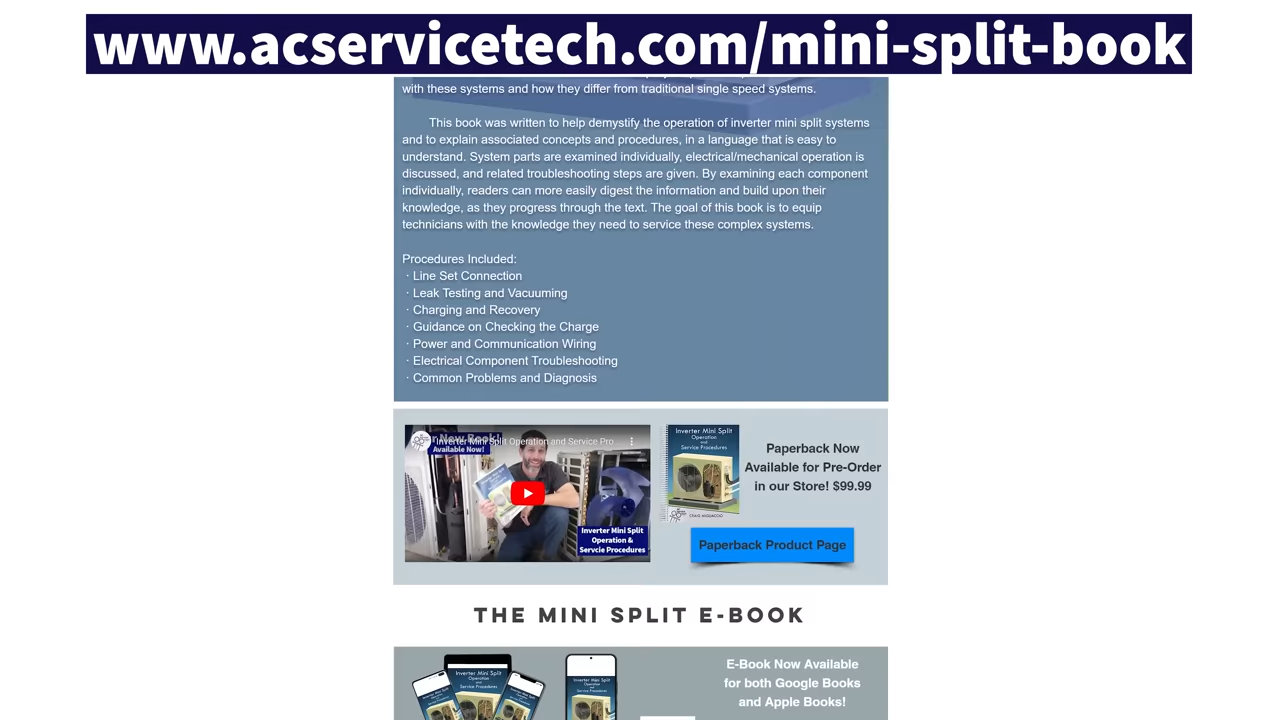 www.acservicetech.com/mini-split-book
with these systems and how they differ from traditional single speed systems.
This book was written to help demystify the operation of inverter mini split systems
and to explain associated concepts and procedures, in a language that is easy to
understand. System parts are examined individually, electrical/mechanical operation is
discussed, and related troubleshooting steps are given. By examining each component
individually, readers can more easily digest the information and build upon their
knowledge, as they progress through the text. The goal of this book is to equip
technicians with the knowledge they need to service these complex systems.
Procedures Included:
· Line Set Connection
· Leak Testing and Vacuuming
· Charging and Recovery
· Guidance on Checking the Charge
· Power and Communication Wiring
· Electrical Component Troubleshooting
· Common Problems and Diagnosis
Inverter Mini Split Operation and Service Pro
Available Now!
Inverter Mini Split
Operation &
Servcie Procedures
Inverter Mini Split
Operation
and
Service Procedures
CRAIG MIGLIACCIO
Paperback Now
Available for Pre-Order
in our Store! $99.99
Paperback Product Page
THE MINI SPLIT E-BOOK
Inverter Mini Split
Operation
and
Service Procedures
E-Book Now Available
for both Google Books
and Apple Books!